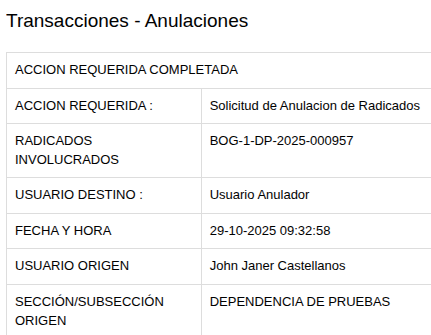 Transacciones - Anulaciones
ACCION REQUERIDA COMPLETADA
ACCION REQUERIDA :
Solicitud de Anulacion de Radicados
RADICADOS
INVOLUCRADOS
BOG-1-DP-2025-000957
USUARIO DESTINO :
Usuario Anulador
FECHA Y HORA
29-10-2025 09:32:58
USUARIO ORIGEN
John Janer Castellanos
SECCIÓN/SUBSECCIÓN
ORIGEN
DEPENDENCIA DE PRUEBAS